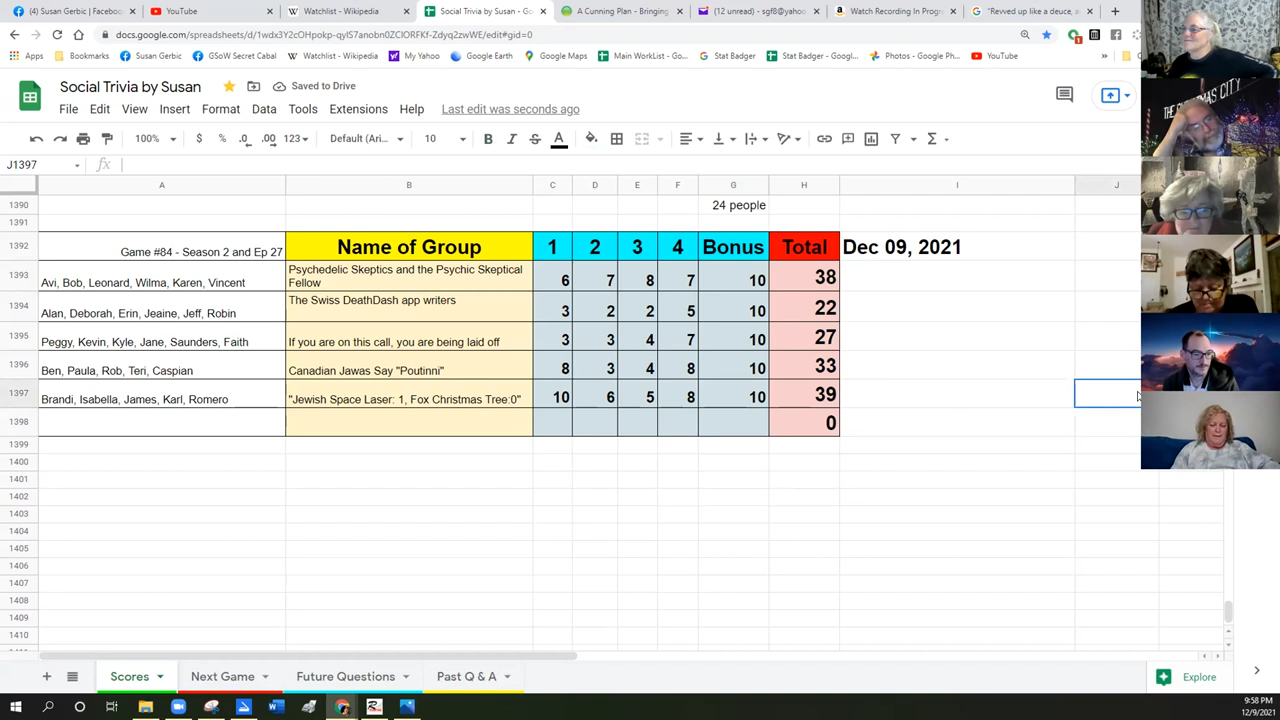 (4) Susan Gerbic | Facebook
YouTube
Watchlist - Wikipedia
Social Trivia by Susan - Go
A Cunning Plan - Bringing
(12 unread) - sgf8@yahoo
Watch Recording In Progr
"Revved up like a deuce, a
docs.google.com/spreadsheets/d/
Bookmarks
Susan Gerbic
GSoW Secret Cabal
Watchlist - Wikipedia
My Yahoo
Google Earth
Google Maps
Main WorkList - Go
Stat Badger
Stat Badger - Googl
Photos - Google Ph
YouTube
Social Trivia by Susan
Saved to Drive
File Edit View Insert Format Data Tools Extensions Help Last edit was seconds ago
100% $ % .0 .00 123 Default (Ari... 10 B I S A
J1397 fx
A B C D E F G H I J
1390 24 people
1391
1392 Game #84 - Season 2 and Ep 27 Name of Group 1 2 3 4 Bonus Total Dec 09, 2021
1393 Avi, Bob, Leonard, Wilma, Karen, Vincent Psychedelic Skeptics and the Psychic Skeptical
Fellow 6 7 8 7 10 38
1394 Alan, Deborah, Erin, Jeaine, Jeff, Robin The Swiss DeathDash app writers 3 2 2 5 10 22
1395 Peggy, Kevin, Kyle, Jane, Saunders, Faith If you are on this call, you are being laid off 3 3 4 7 10 27
1396 Ben, Paula, Rob, Teri, Caspian Canadian Jawas Say "Poutinni" 8 3 4 8 10 33
1397 Brandi, Isabella, James, Karl, Romero "Jewish Space Laser: 1, Fox Christmas Tree:0" 10 6 5 8 10 39
1398 0
1399
1400
1401
1402
1403
1404
1405
1406
1407
1408
1409
1410
Scores Next Game Future Questions Past Q & A Explore
THE CHRISTMAS CITY
9:58 PM
12/9/2021